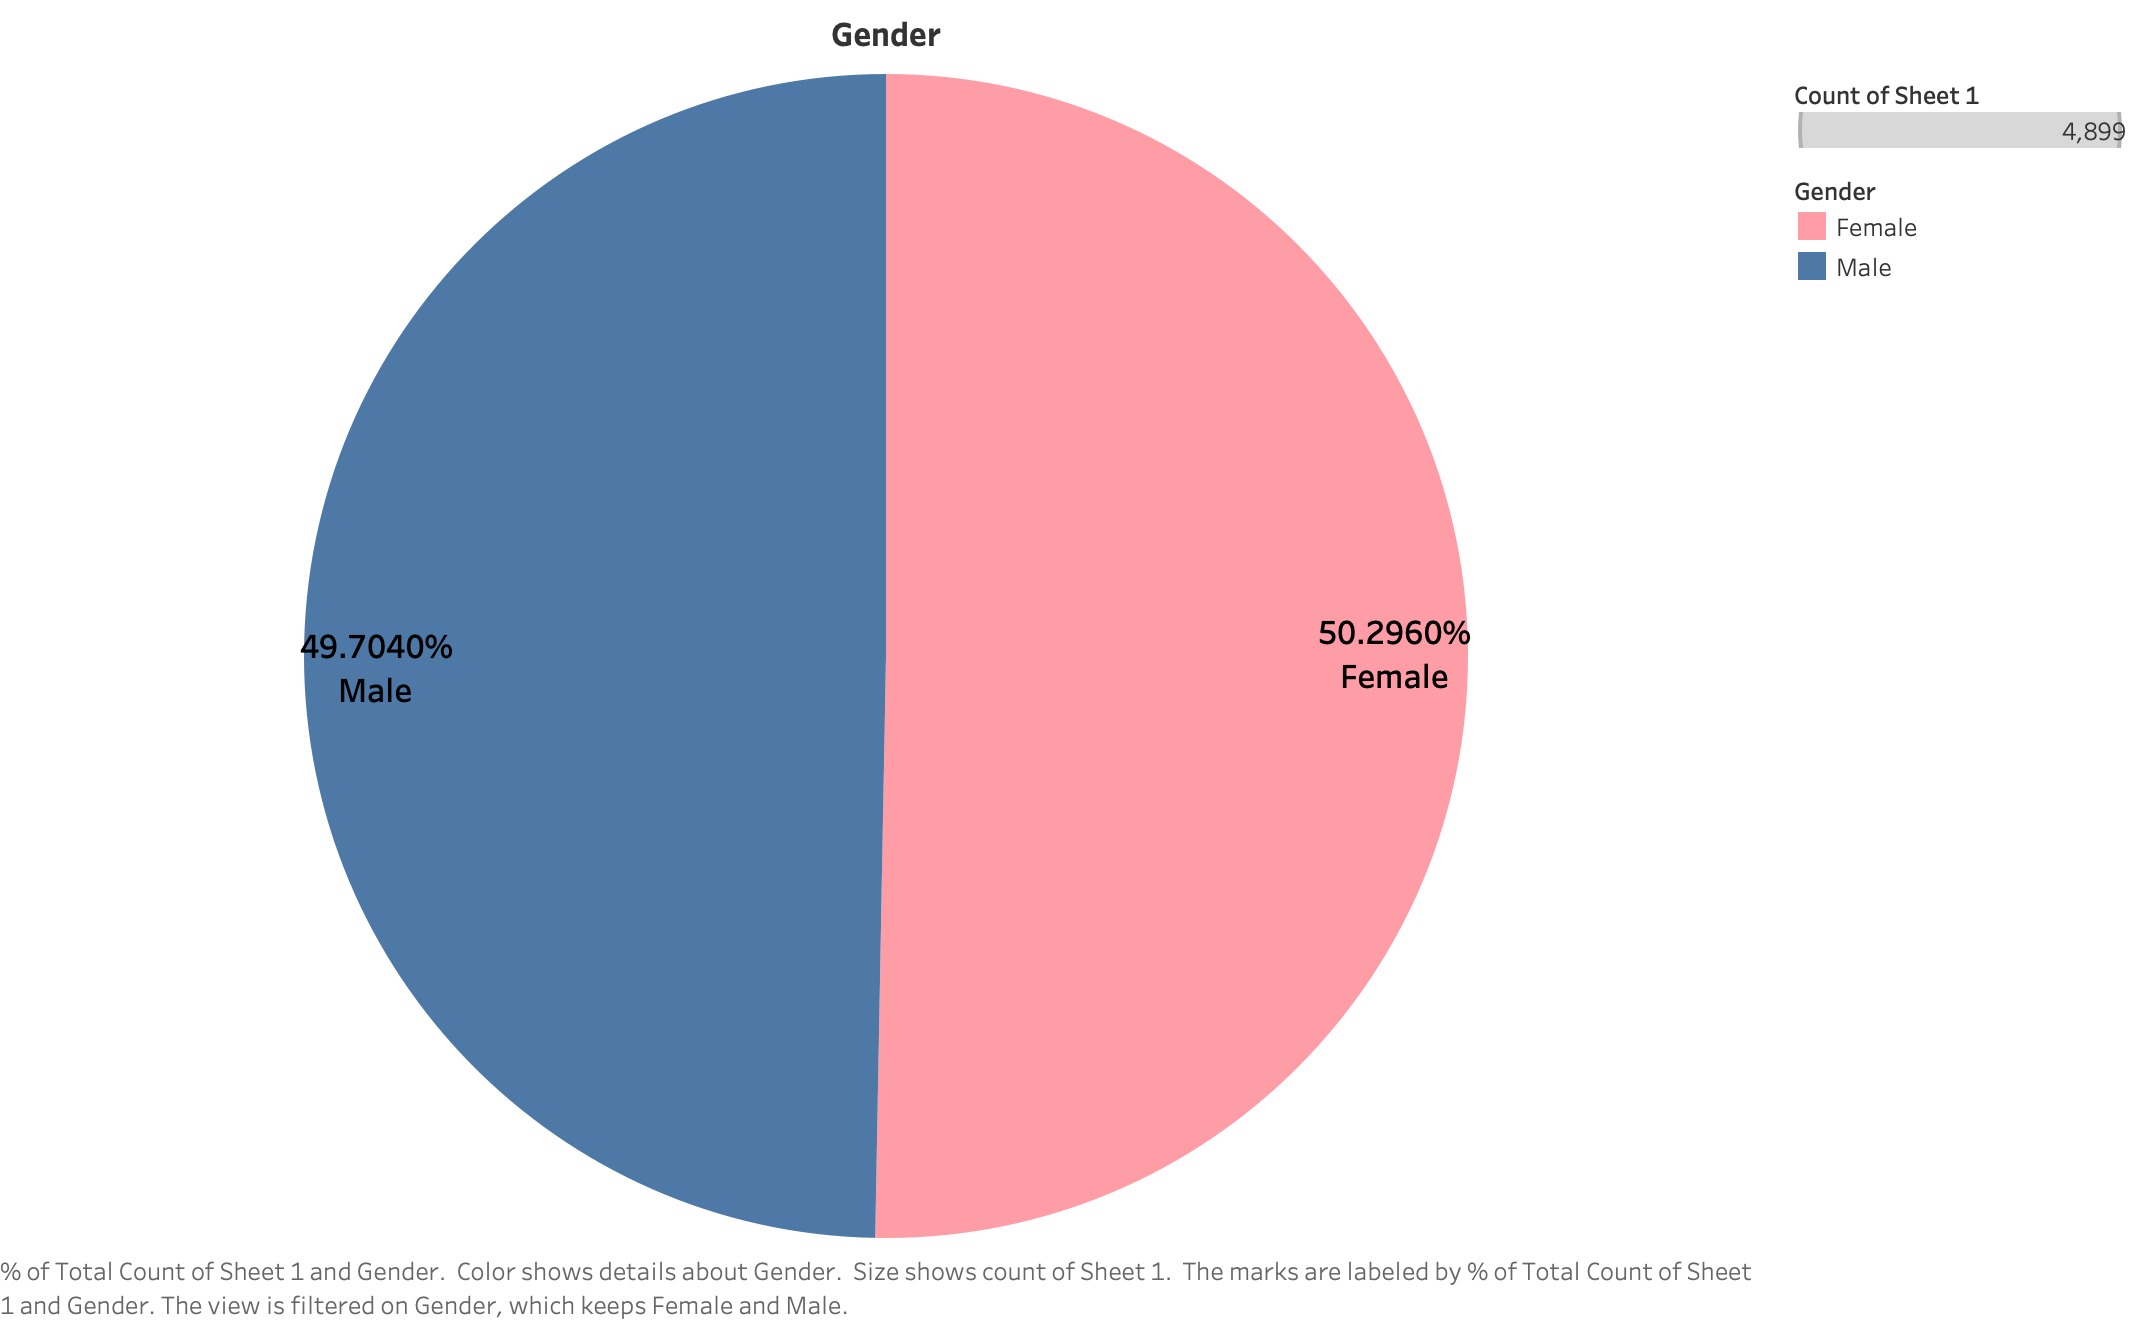 Gender
Count of Sheet 1
4,899
Gender
Female
Male
49.7040%
Male
50.2960%
Female
% of Total Count of Sheet 1 and Gender.  Color shows details about Gender.  Size shows count of Sheet 1.  The marks are labeled by % of Total Count of Sheet
1 and Gender. The view is filtered on Gender, which keeps Female and Male.